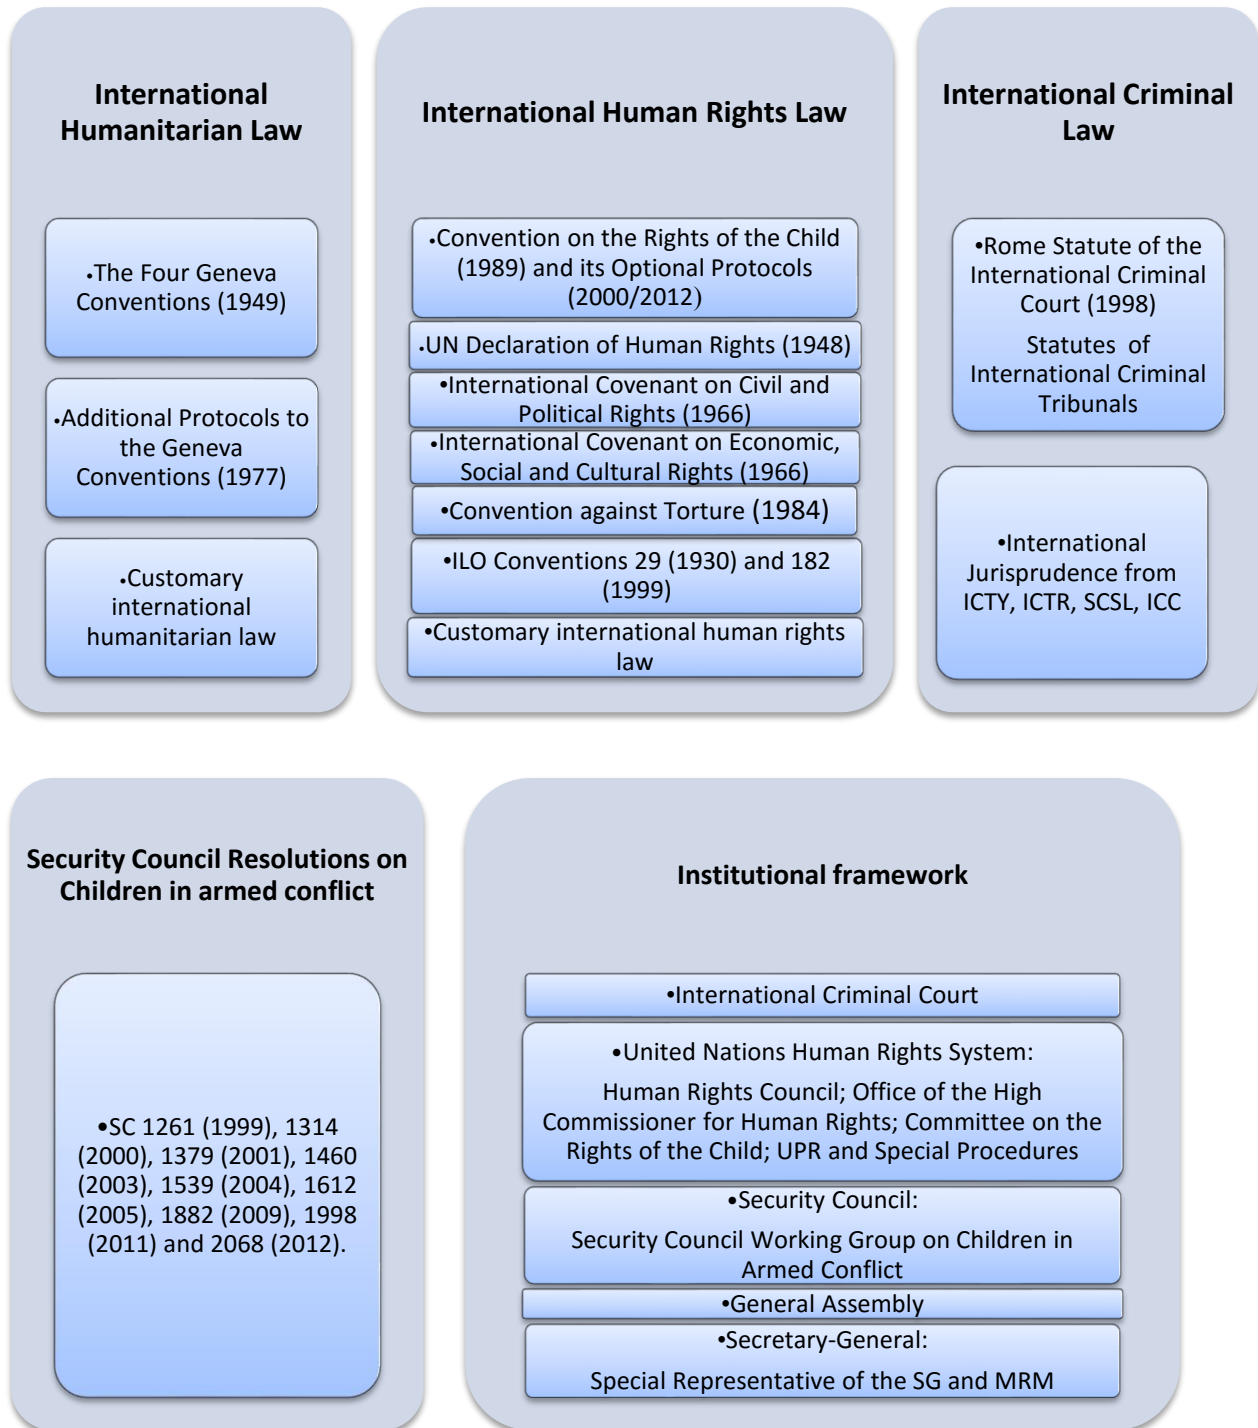 International
Humanitarian Law
•The Four Geneva
Conventions (1949)
•Additional Protocols to
the Geneva
Conventions (1977)
•Customary
international
humanitarian law
International Human Rights Law
•Convention on the Rights of the Child
(1989) and its Optional Protocols
(2000/2012)
•UN Declaration of Human Rights (1948)
•International Covenant on Civil and
Political Rights (1966)
•International Covenant on Economic,
Social and Cultural Rights (1966)
•Convention against Torture (1984)
•ILO Conventions 29 (1930) and 182
(1999)
•Customary international human rights
law
International Criminal
Law
•Rome Statute of the
International Criminal
Court (1998)
Statutes of
International Criminal
Tribunals
•International
Jurisprudence from
ICTY, ICTR, SCSL, ICC
Security Council Resolutions on
Children in armed conflict
•SC 1261 (1999), 1314
(2000), 1379 (2001), 1460
(2003), 1539 (2004), 1612
(2005), 1882 (2009), 1998
(2011) and 2068 (2012).
Institutional framework
•International Criminal Court
•United Nations Human Rights System:
Human Rights Council; Office of the High
Commissioner for Human Rights; Committee on the
Rights of the Child; UPR and Special Procedures
•Security Council:
Security Council Working Group on Children in
Armed Conflict
•General Assembly
•Secretary-General:
Special Representative of the SG and MRM